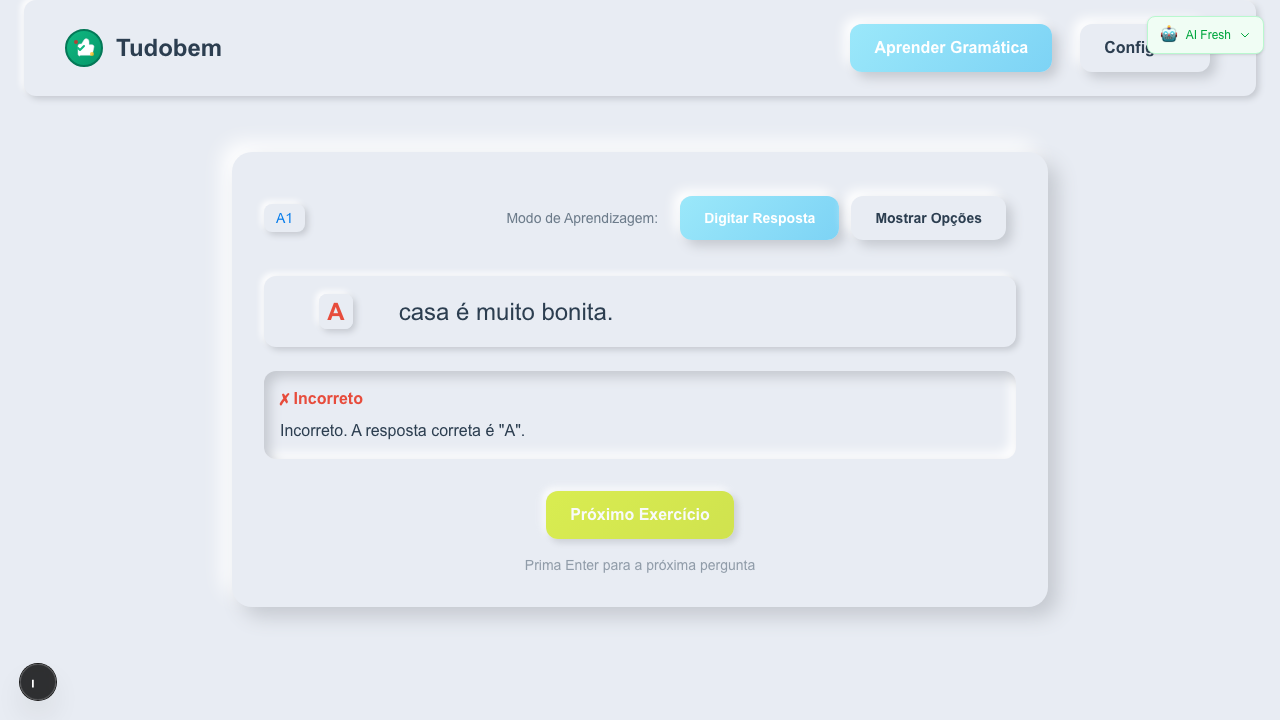 Tudobem
Aprender Gramática
Config
AI Fresh
A1
Modo de Aprendizagem:
Digitar Resposta
Mostrar Opções
A casa é muito bonita.
✗ Incorreto
Incorreto. A resposta correta é "A".
Próximo Exercício
Prima Enter para a próxima pergunta